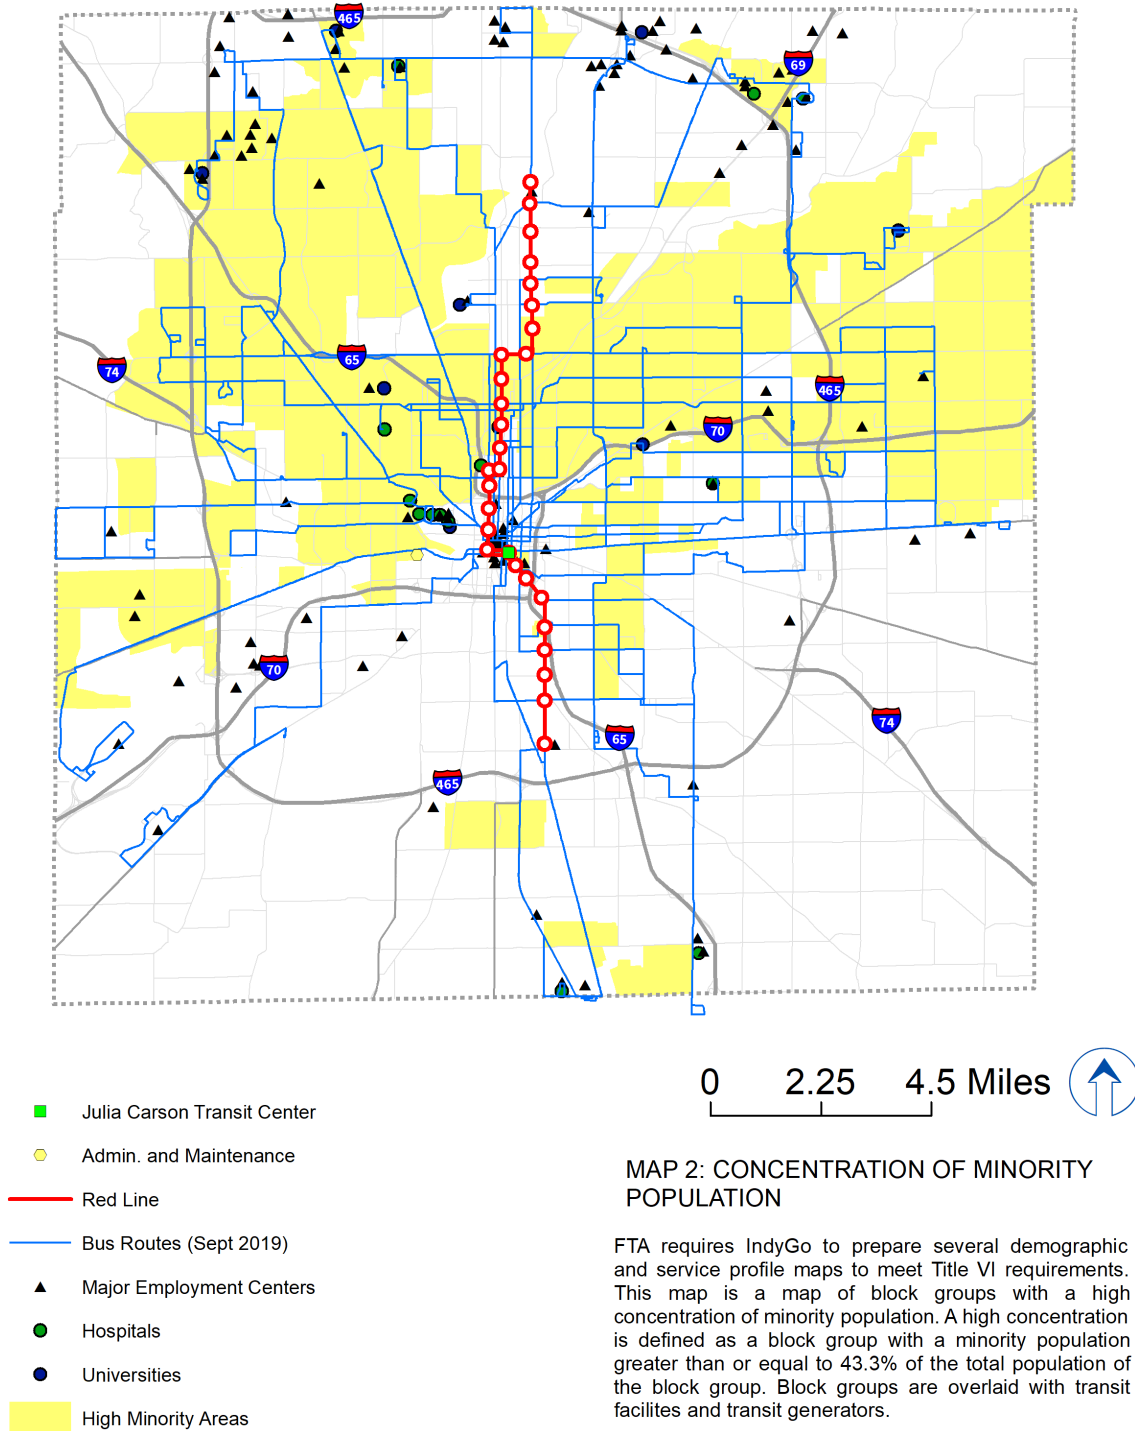 465
69
65
74
465
70
70
74
65
465
0 2.25 4.5 Miles
Julia Carson Transit Center
Admin. and Maintenance
Red Line
Bus Routes (Sept 2019)
Major Employment Centers
Hospitals
Universities
High Minority Areas
MAP 2: CONCENTRATION OF MINORITY
POPULATION
FTA requires IndyGo to prepare several demographic
and service profile maps to meet Title VI requirements.
This map is a map of block groups with a high
concentration of minority population. A high concentration
is defined as a block group with a minority population
greater than or equal to 43.3% of the total population of
the block group. Block groups are overlaid with transit
facilites and transit generators.